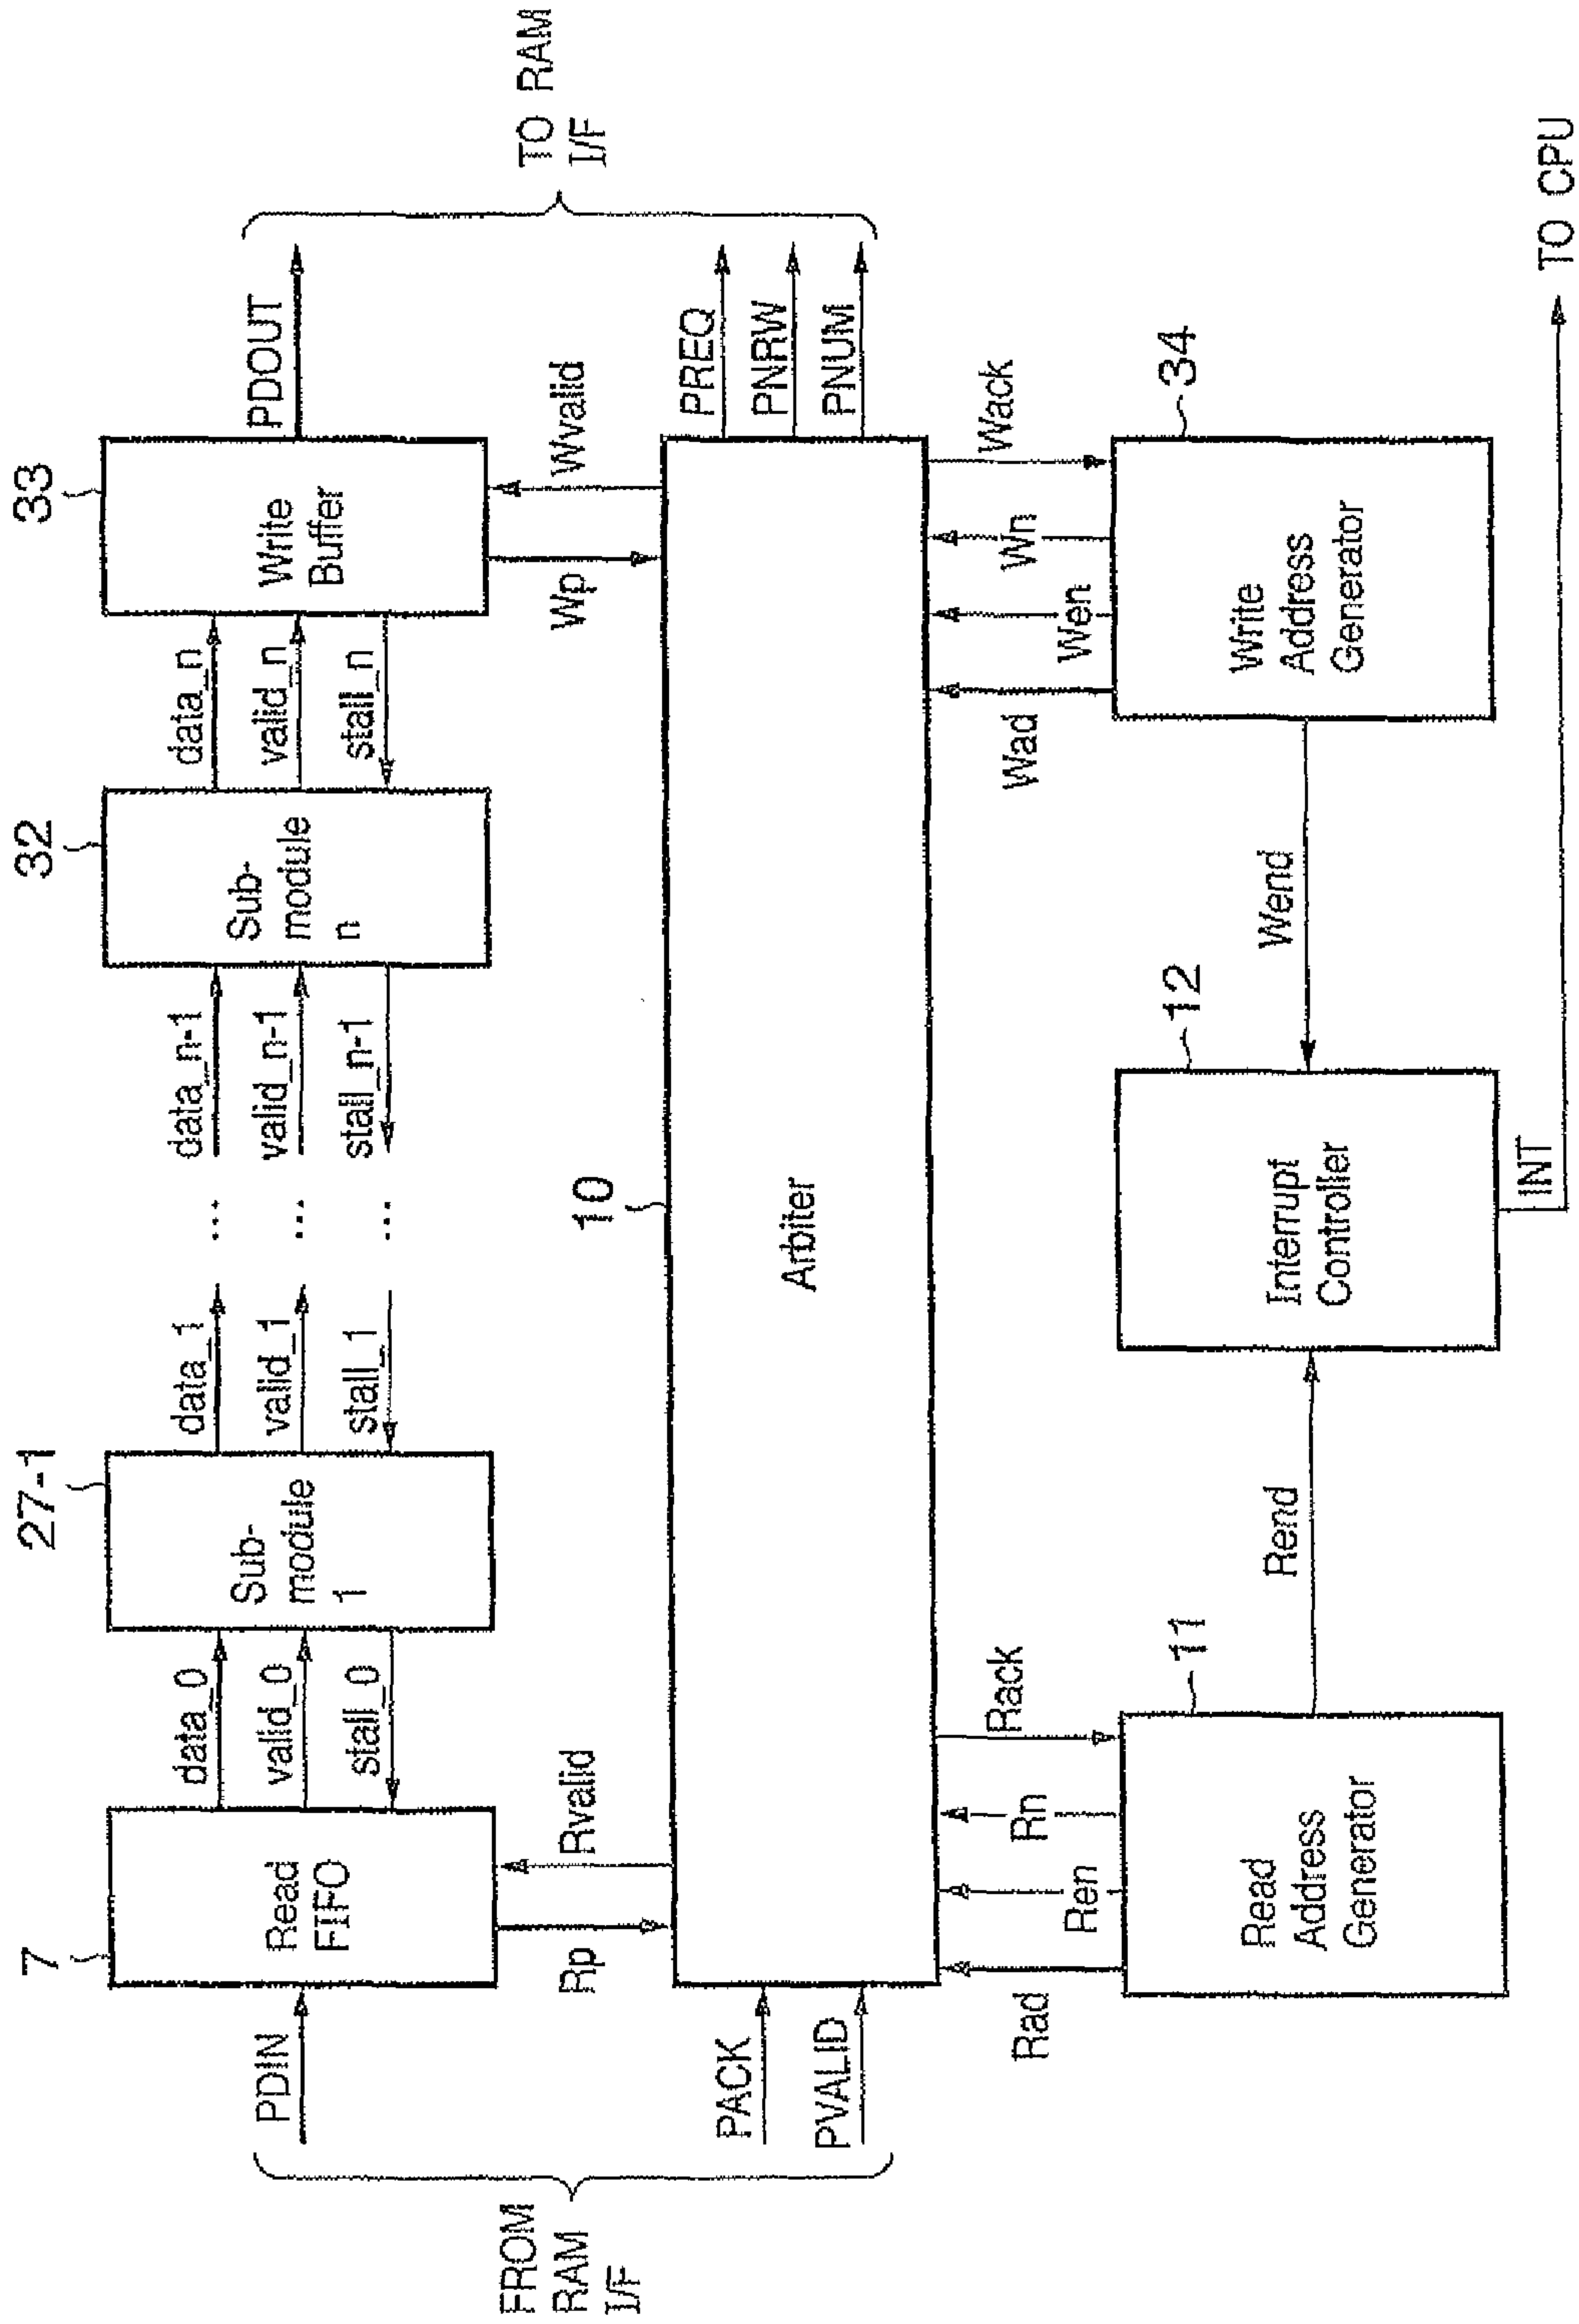 7
27-1
32
33
PDIN
Read
FIFO
data_0
valid_0
stall_0
Sub-
module
1
data_1
valid_1
stall_1
...
...
...
data_n-1
valid_n-1
stall_n-1
Sub-
module
n
data_n
valid_n
stall_n
Write
Buffer
PDOUT
FROM
RAM
I/F
TO RAM
I/F
Rp
Rvalid
10
Wp
Wvalid
PACK
PVALID
Arbiter
PREQ
PNRW
PNUM
Rad
Ren
Rn
Rack
Wad
Wen
Wn
Wack
11
12
34
Read
Address
Generator
Rend
Interrupt
Controller
Wend
Write
Address
Generator
INT
TO CPU